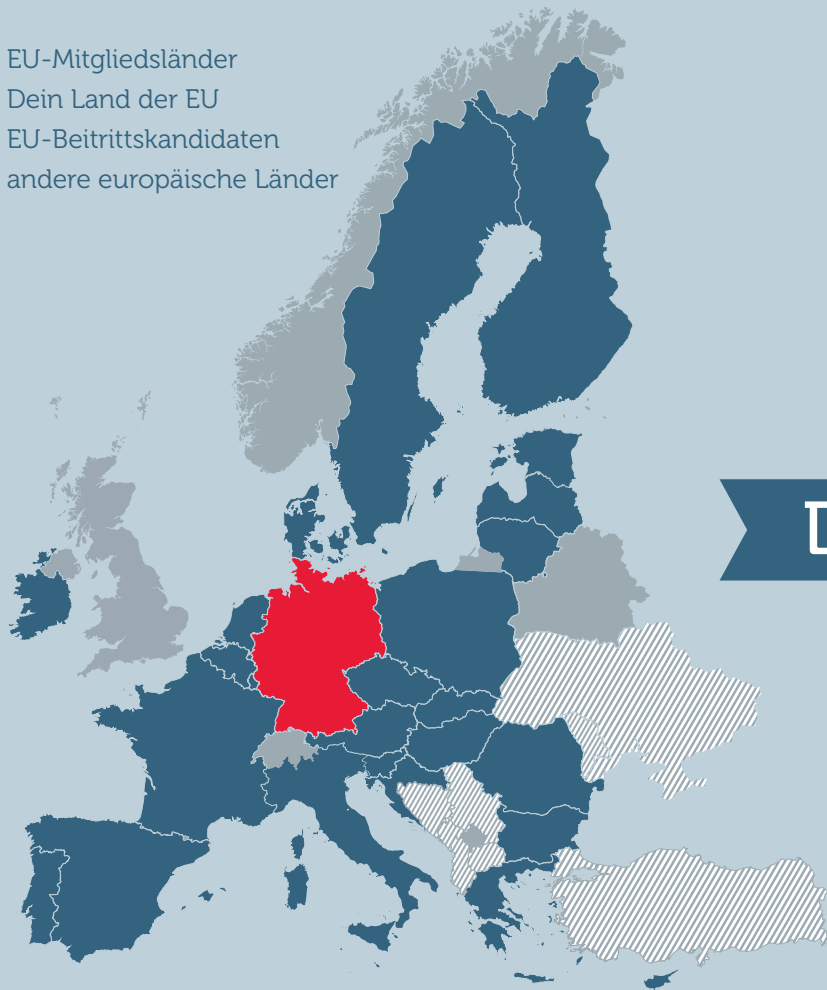 EU-Mitgliedsländer
Dein Land der EU
EU-Beitrittskandidaten
andere europäische Länder